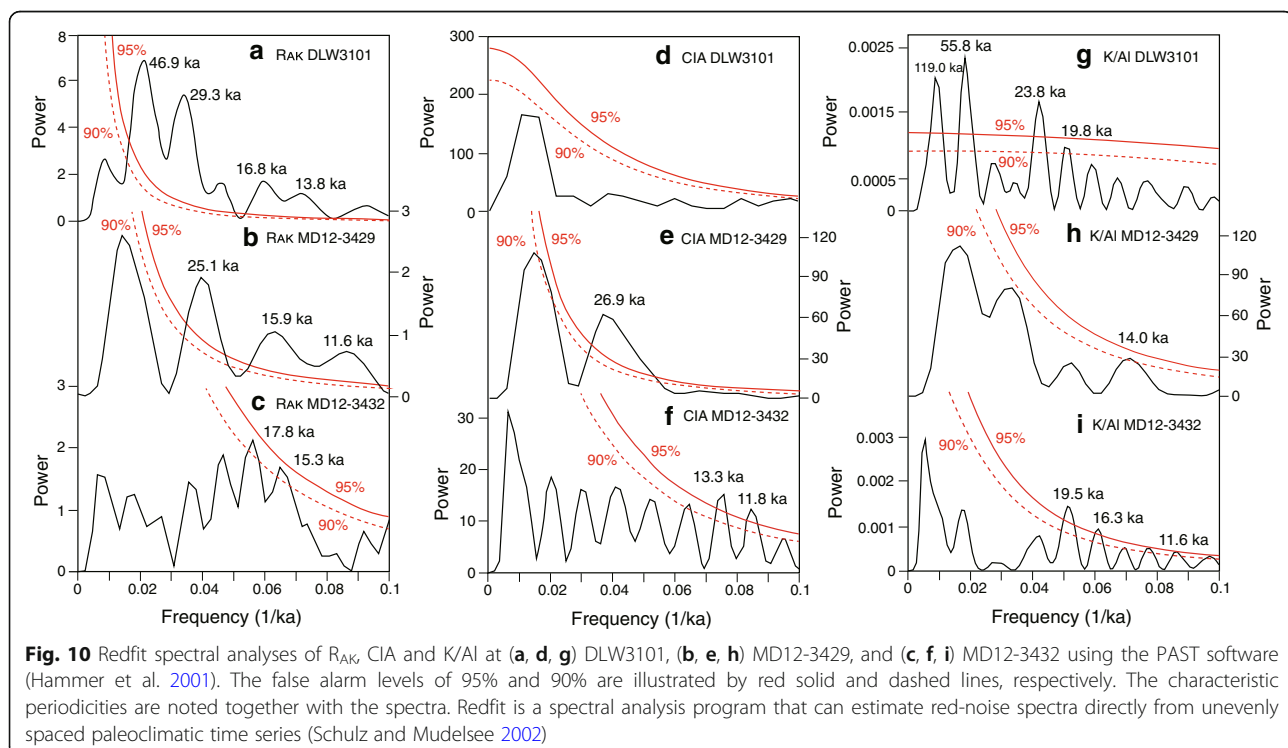 a RAK DLW3101
8
6
4
2
0
Power
95%
90%
46.9 ka
29.3 ka
16.8 ka
13.8 ka
b RAK MD12-3429
3
2
1
0
Power
90%
95%
25.1 ka
15.9 ka
11.6 ka
c RAK MD12-3432
3
2
1
0
Power
90%
95%
17.8 ka
15.3 ka
0
0.02
0.04
0.06
0.08
0.1
Frequency (1/ka)
d CIA DLW3101
300
200
100
0
Power
95%
90%
e CIA MD12-3429
120
90
60
30
0
Power
90%
95%
26.9 ka
f CIA MD12-3432
30
20
10
0
Power
90%
95%
13.3 ka
11.8 ka
0
0.02
0.04
0.06
0.08
0.1
Frequency (1/ka)
g K/Al DLW3101
0.0025
0.0015
0.0005
0
Power
119.0 ka
55.8 ka
23.8 ka
19.8 ka
95%
90%
h K/Al MD12-3429
120
90
60
30
0
Power
90%
95%
14.0 ka
i K/Al MD12-3432
0.003
0.002
0.001
0
Power
90%
95%
19.5 ka
16.3 ka
11.6 ka
0
0.02
0.04
0.06
0.08
0.1
Frequency (1/ka)
Fig. 10 Redfit spectral analyses of RAK, CIA and K/Al at (a, d, g) DLW3101, (b, e, h) MD12-3429, and (c, f, i) MD12-3432 using the PAST software
(Hammer et al. 2001). The false alarm levels of 95% and 90% are illustrated by red solid and dashed lines, respectively. The characteristic
periodicities are noted together with the spectra. Redfit is a spectral analysis program that can estimate red-noise spectra directly from unevenly
spaced paleoclimatic time series (Schulz and Mudelsee 2002)